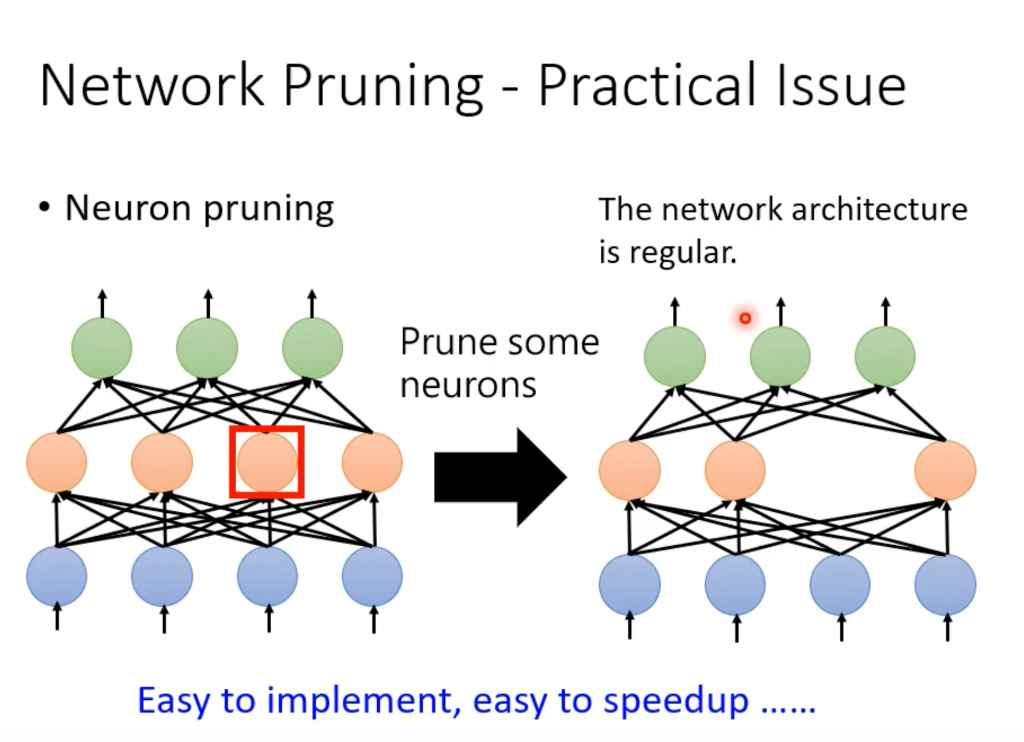 Network Pruning - Practical Issue
• Neuron pruning
The network architecture
is regular.
Prune some
neurons
Easy to implement, easy to speedup ……